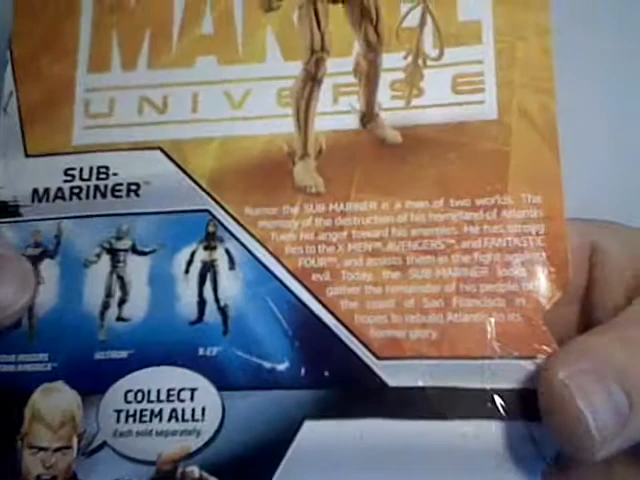 MARVEL
UNIVERSE
SUB-
MARINER™
Namor the SUB-MARINER is a man of two worlds. The
memory of the destruction of his homeland of Atlantis
fuels his anger toward his enemies. He has strong
ties to the X-MEN™, AVENGERS™, and FANTASTIC
FOUR™, and assists them in the fight against
evil. Today, the SUB-MARINER looks
gather the remainder of his people off
the coast of San Francisco in
hopes to rebuild Atlantis to its
former glory.
ULTRON™
X-23™
COLLECT
THEM ALL!
Each sold separately.